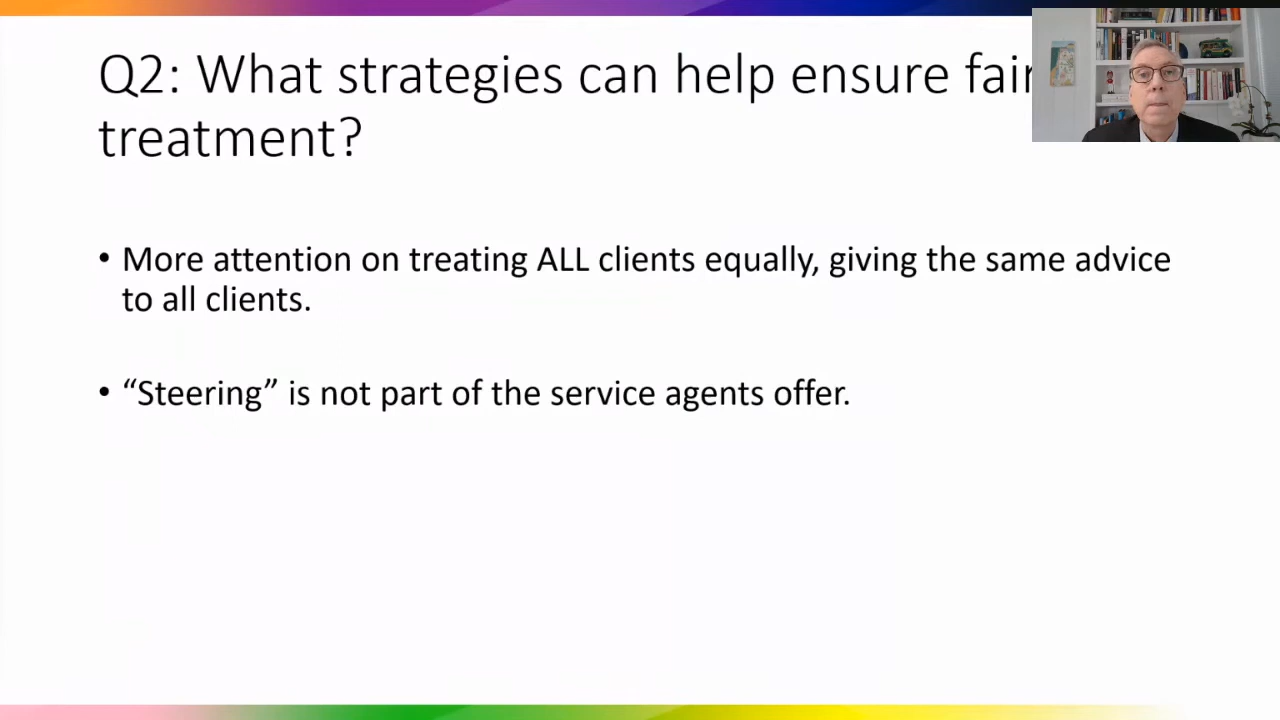 Q2: What strategies can help ensure fair
treatment?
• More attention on treating ALL clients equally, giving the same advice
to all clients.
• “Steering” is not part of the service agents offer.